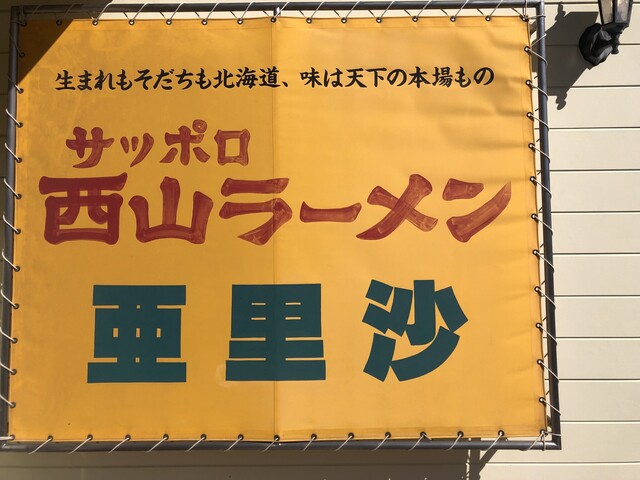 生まれもそだちも北海道、味は天下の本場もの
サッポロ
西山ラーメン
亜里沙